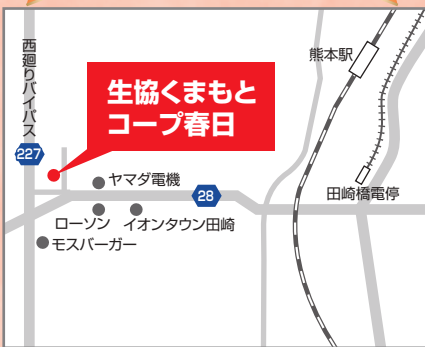 西廻りバイパス
227
生協くまもと
コープ春日
熊本駅
田崎橋電停
ヤマダ電機
28
ローソン
イオンタウン田崎
モスバーガー